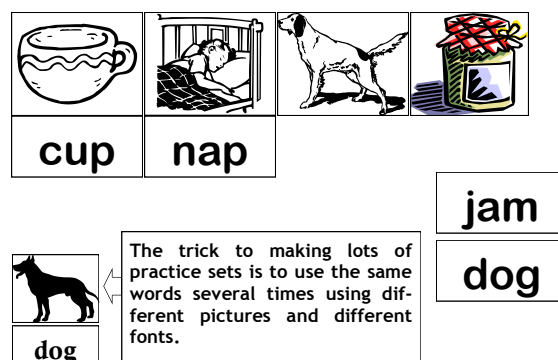 cup nap
jam
dog
The trick to making lots of
practice sets is to use the same
words several times using dif-
ferent pictures and different
fonts.
dog